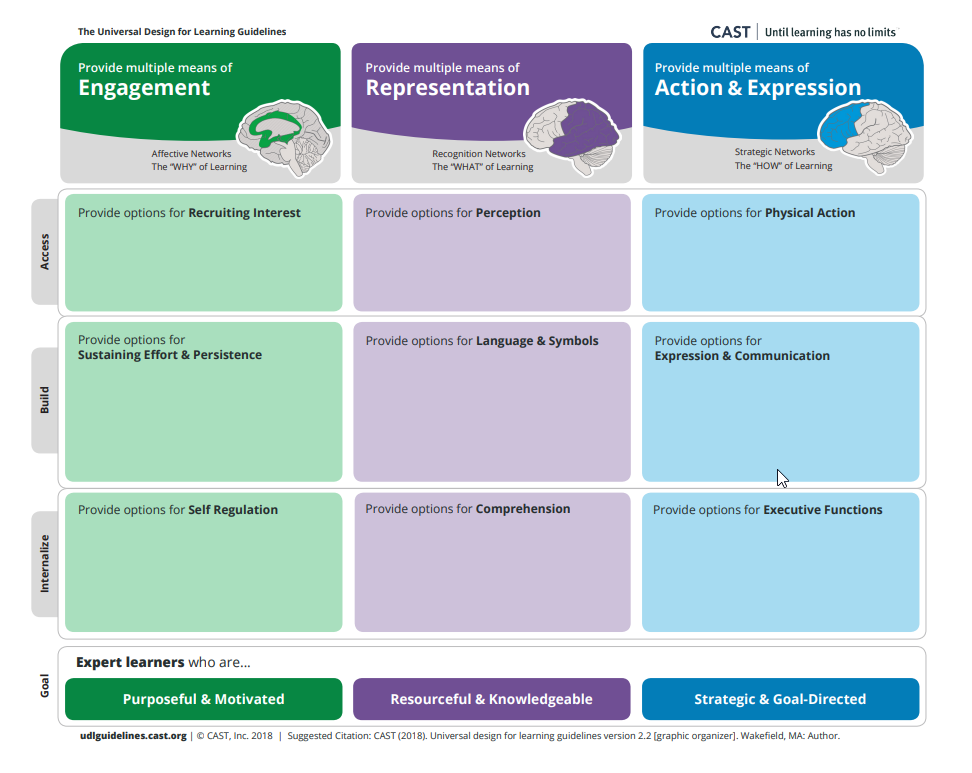 The Universal Design for Learning Guidelines
CAST | Until learning has no limits
Provide multiple means of
Engagement
Affective Networks
The “WHY” of Learning
Provide multiple means of
Representation
Recognition Networks
The “WHAT” of Learning
Provide multiple means of
Action & Expression
Strategic Networks
The “HOW” of Learning
Access
Provide options for Recruiting Interest
Provide options for Perception
Provide options for Physical Action
Build
Provide options for
Sustaining Effort & Persistence
Provide options for Language & Symbols
Provide options for
Expression & Communication
Internalize
Provide options for Self Regulation
Provide options for Comprehension
Provide options for Executive Functions
Goal
Expert learners who are...
Purposeful & Motivated
Resourceful & Knowledgeable
Strategic & Goal-Directed
udlguidelines.cast.org | © CAST, Inc. 2018 | Suggested Citation: CAST (2018). Universal design for learning guidelines version 2.2 [graphic organizer]. Wakefield, MA: Author.